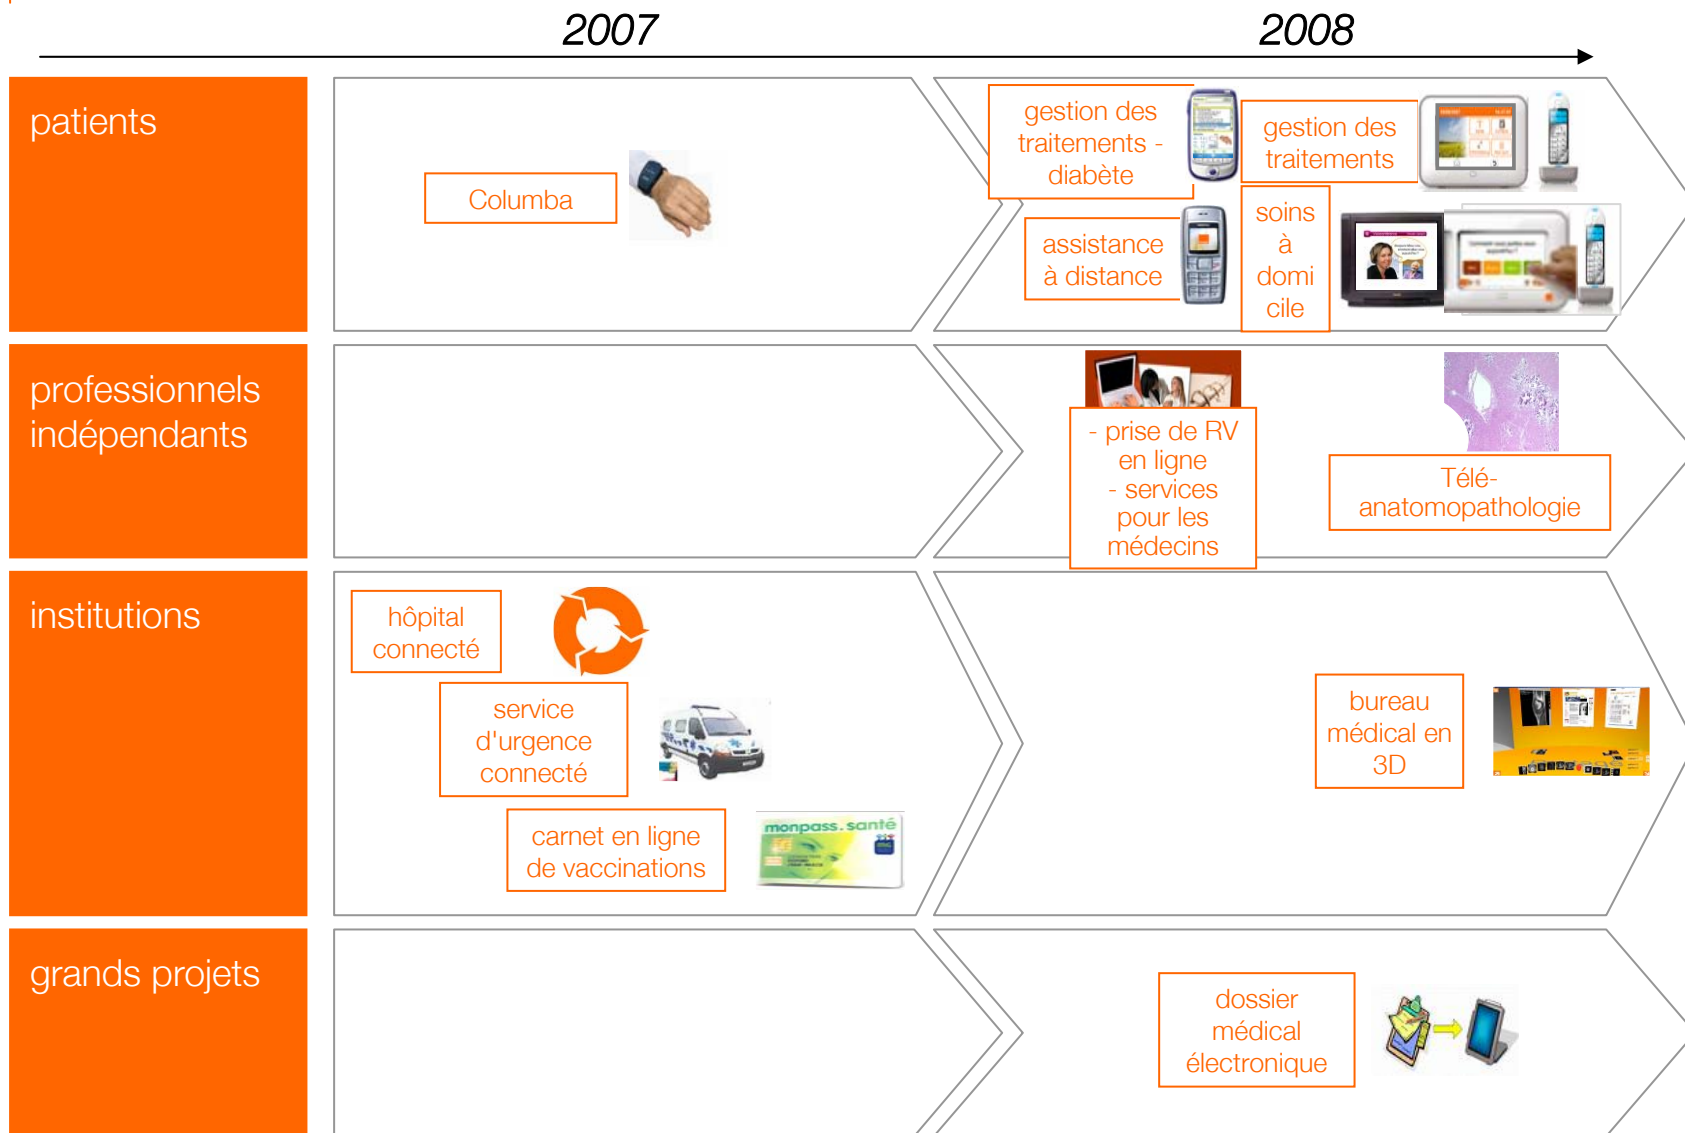 2007
2008
patients
Columba
gestion des
traitements -
diabète
gestion des
traitements
assistance
à distance
soins
à
domi
cile
professionnels
indépendants
- prise de RV
en ligne
- services
pour les
médecins
Télé-
anatomopathologie
institutions
hôpital
connecté
service
d'urgence
connecté
carnet en ligne
de vaccinations
monpass.santé
bureau
médical en
3D
grands projets
dossier
médical
électronique